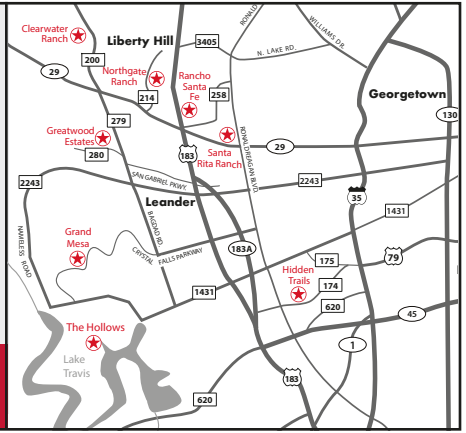 Clearwater
Ranch
Liberty Hill
3405
RONALD
WILLIAMS DR.
N. LAKE RD.
200
29
Northgate
Ranch
214
Rancho
Santa
Fe
258
Georgetown
130
279
Greatwood
Estates
280
183
Santa
Rita Ranch
RONALD REAGAN BLVD.
29
SAN GABRIEL PKWY.
2243
2243
35
Leander
BAGDAD RD.
1431
NAMELESS ROAD
Grand
Mesa
CRYSTAL FALLS PARKWAY
183A
175
79
Hidden
Trails
174
1431
620
45
The Hollows
Lake
Travis
1
183
620